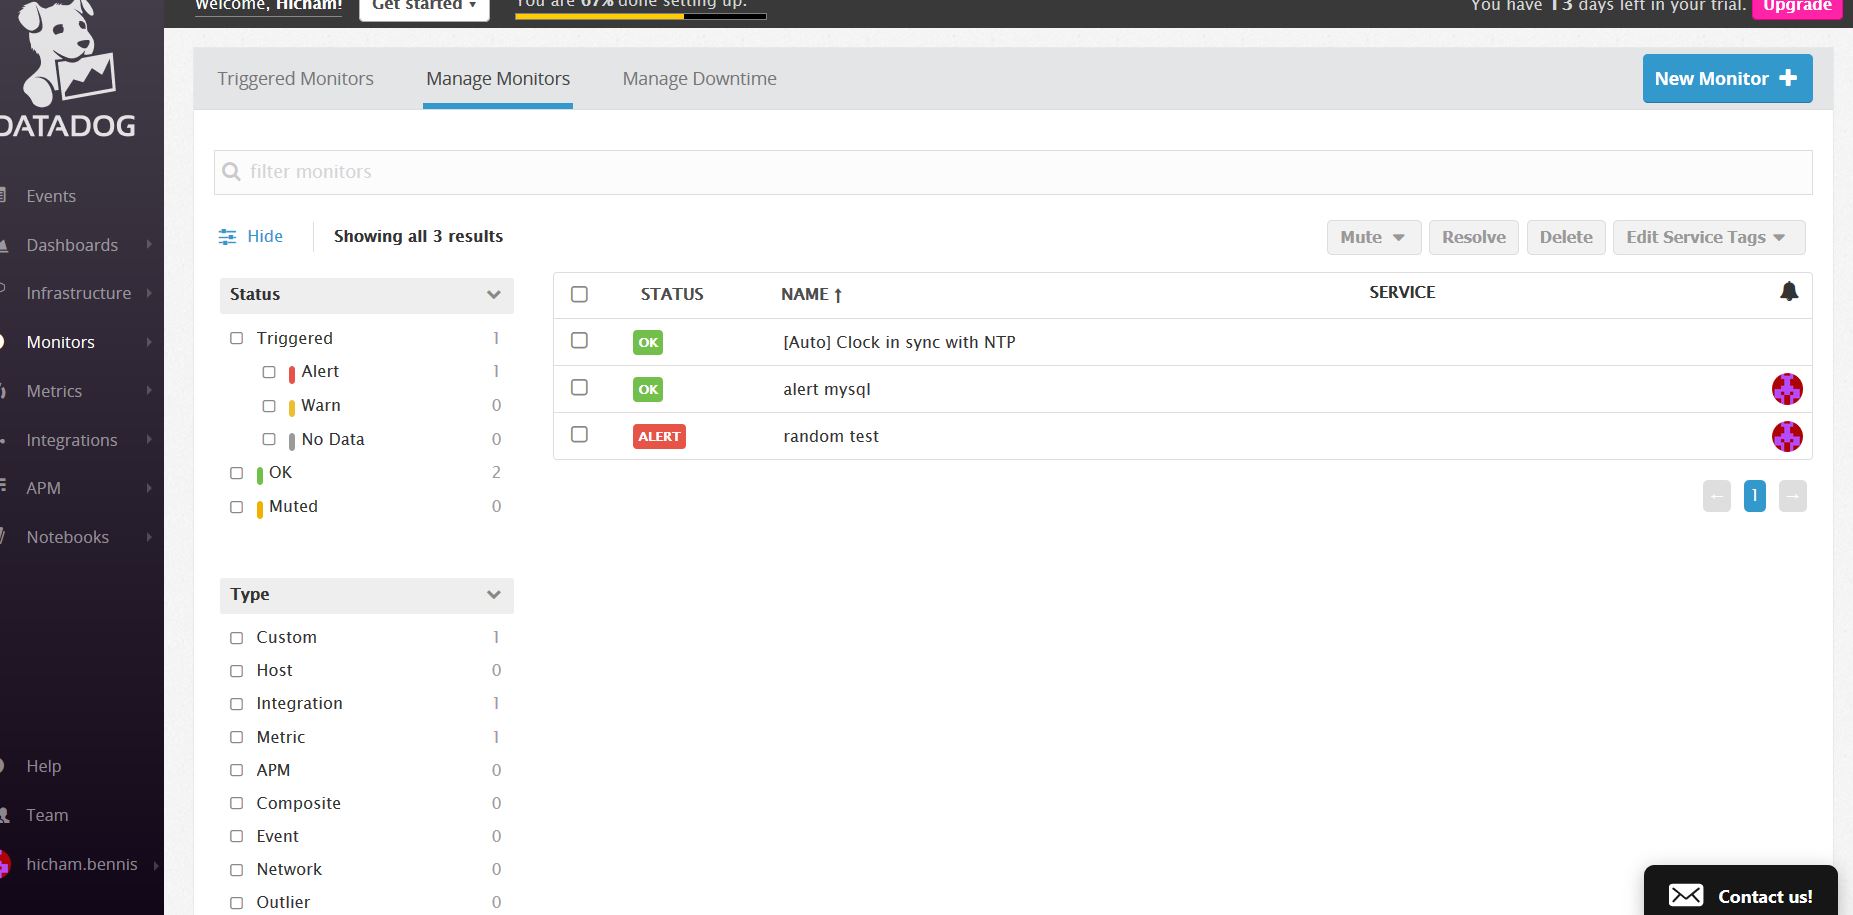 Welcome, Hicham!
Get started
You are 67% done setting up.
You have 13 days left in your trial.
Upgrade
DATADOG
Events
Dashboards
Infrastructure
Monitors
Metrics
Integrations
APM
Notebooks
Help
Team
hicham.bennis
Triggered Monitors
Manage Monitors
Manage Downtime
New Monitor +
filter monitors
Hide
Showing all 3 results
Mute
Resolve
Delete
Edit Service Tags
Status
Triggered 1
Alert 1
Warn 0
No Data 0
OK 2
Muted 0
Type
Custom 1
Host 0
Integration 1
Metric 1
APM 0
Composite 0
Event 0
Network 0
Outlier 0
STATUS NAME ↑ SERVICE
OK [Auto] Clock in sync with NTP
OK alert mysql
ALERT random test
← 1 →
Contact us!